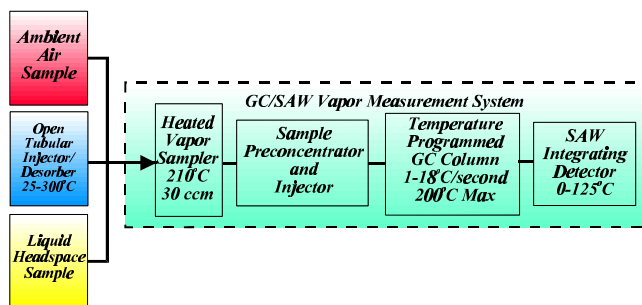 Ambient
Air
Sample
Open
Tubular
Injector/
Desorber
25-300°C
Liquid
Headspace
Sample
GC/SAW Vapor Measurement System
Heated
Vapor
Sampler
210°C
30 ccm
Sample
Preconcentrator
and
Injector
Temperature
Programmed
GC Column
1-18°C/second
200°C Max
SAW
Integrating
Detector
0-125°C